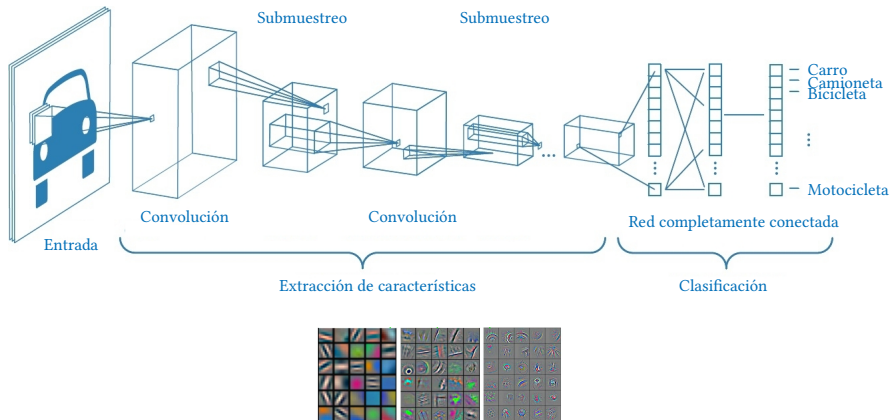 Submuestreo
Submuestreo
Carro
Camioneta
Bicicleta
Motocicleta
Convolución
Convolución
Red completamente conectada
Entrada
Extracción de características
Clasificación